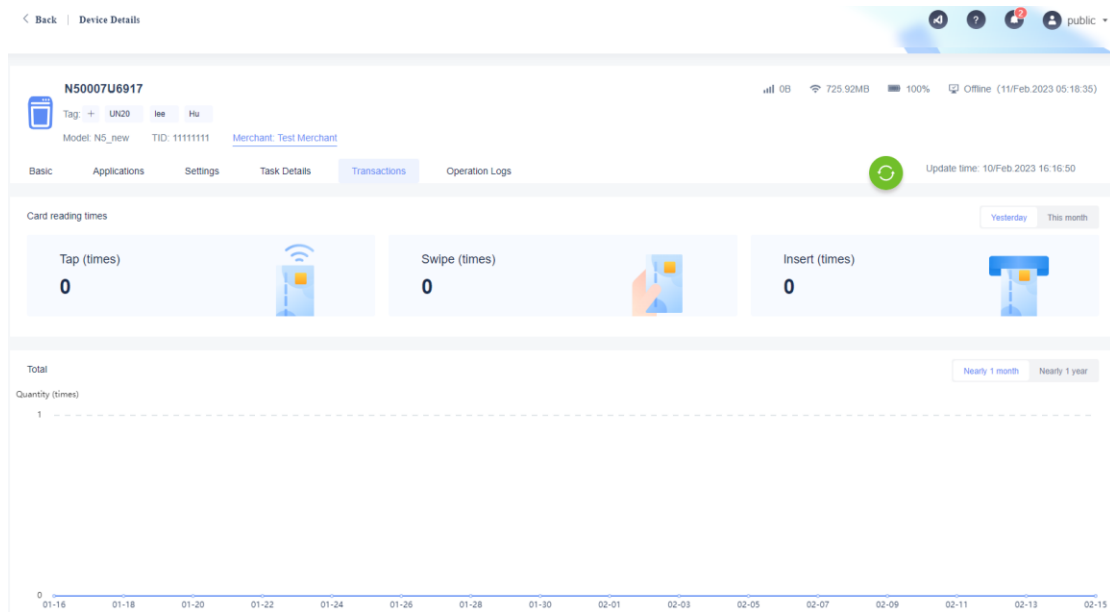 Back | Device Details
2
public
N50007U6917
0B 725.92MB 100% Offline (11/Feb.2023 05:18:35)
Tag: + UN20 lee Hu
Model: N5_new TID: 11111111 Merchant: Test Merchant
Basic Applications Settings Task Details Transactions Operation Logs
Update time: 10/Feb.2023 16:16:50
Card reading times
Yesterday This month
Tap (times)
0
Swipe (times)
0
Insert (times)
0
Total
Nearly 1 month Nearly 1 year
Quantity (times)
1
0
01-16 01-18 01-20 01-22 01-24 01-26 01-28 01-30 02-01 02-03 02-05 02-07 02-09 02-11 02-13 02-15